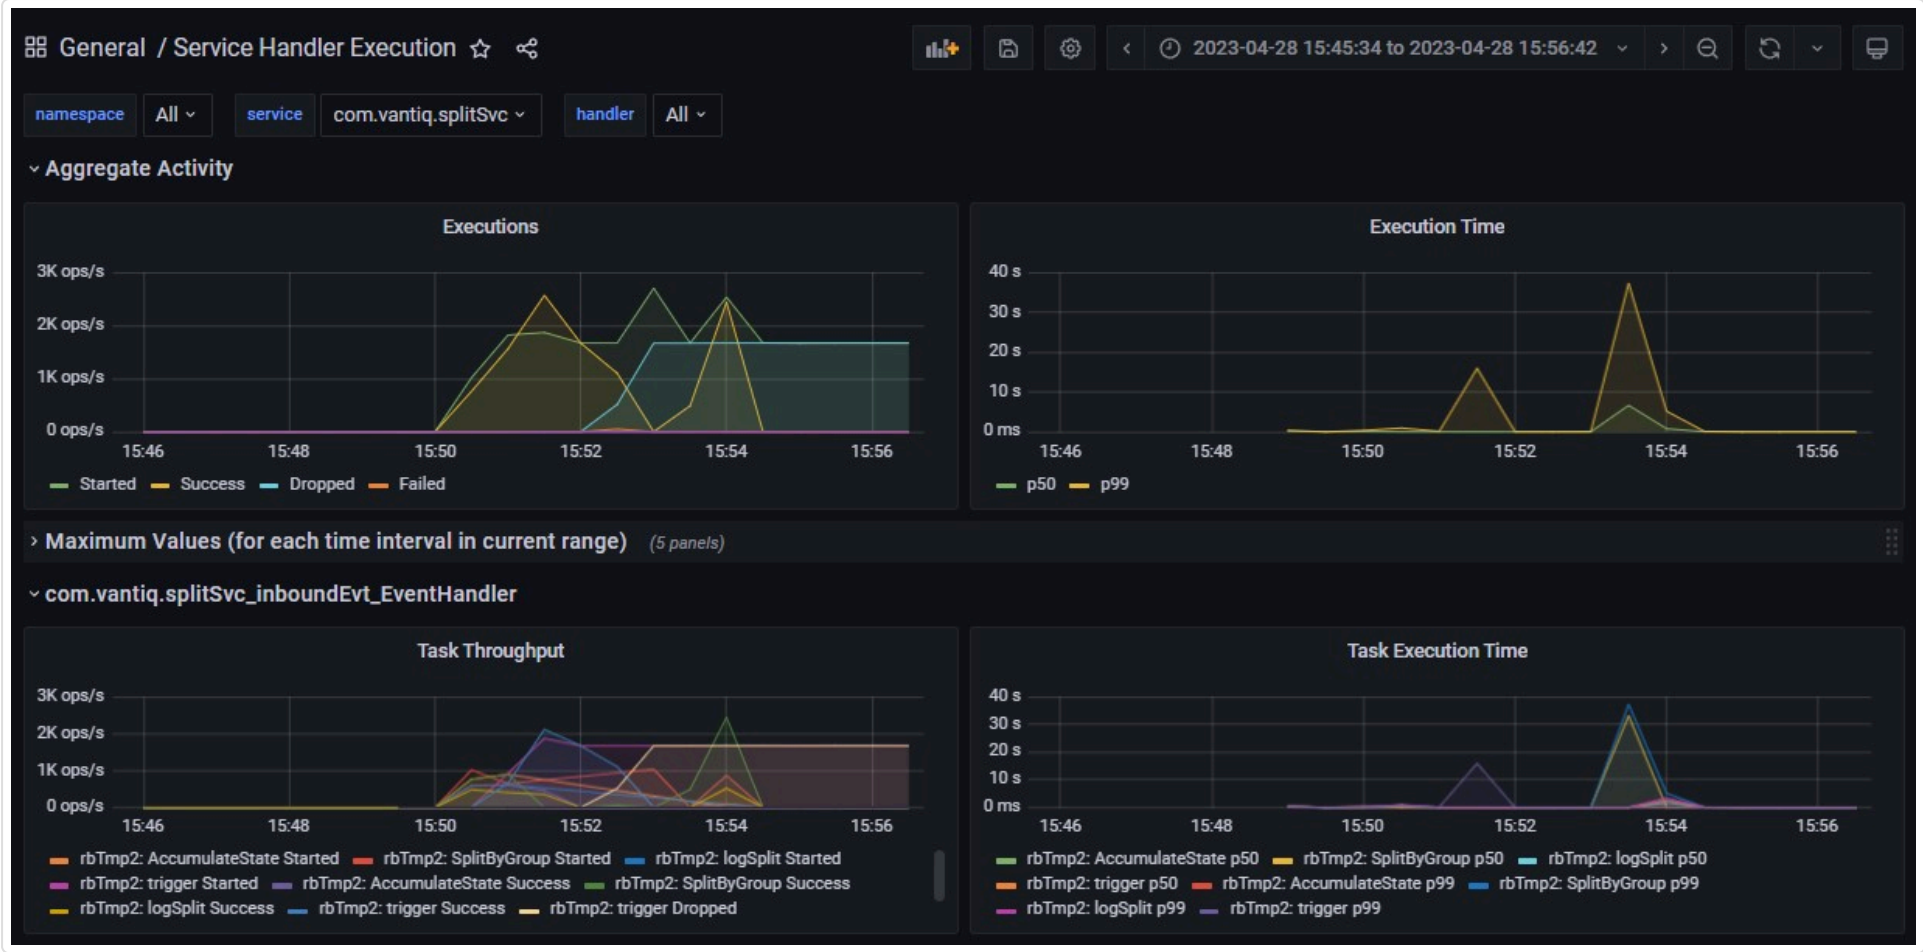 General / Service Handler Execution
2023-04-28 15:45:34 to 2023-04-28 15:56:42
namespace All service com.vantiq.splitSvc handler All
Aggregate Activity
Executions
3K ops/s
2K ops/s
1K ops/s
0 ops/s
15:46 15:48 15:50 15:52 15:54 15:56
Started Success Dropped Failed
Execution Time
40 s
30 s
20 s
10 s
0 ms
15:46 15:48 15:50 15:52 15:54 15:56
p50 p99
Maximum Values (for each time interval in current range) (5 panels)
com.vantiq.splitSvc_inboundEvt_EventHandler
Task Throughput
3K ops/s
2K ops/s
1K ops/s
0 ops/s
15:46 15:48 15:50 15:52 15:54 15:56
rbTmp2: AccumulateState Started rbTmp2: SplitByGroup Started rbTmp2: logSplit Started
rbTmp2: trigger Started rbTmp2: AccumulateState Success rbTmp2: SplitByGroup Success
rbTmp2: logSplit Success rbTmp2: trigger Success rbTmp2: trigger Dropped
Task Execution Time
40 s
30 s
20 s
10 s
0 ms
15:46 15:48 15:50 15:52 15:54 15:56
rbTmp2: AccumulateState p50 rbTmp2: SplitByGroup p50 rbTmp2: logSplit p50
rbTmp2: trigger p50 rbTmp2: AccumulateState p99 rbTmp2: SplitByGroup p99
rbTmp2: logSplit p99 rbTmp2: trigger p99